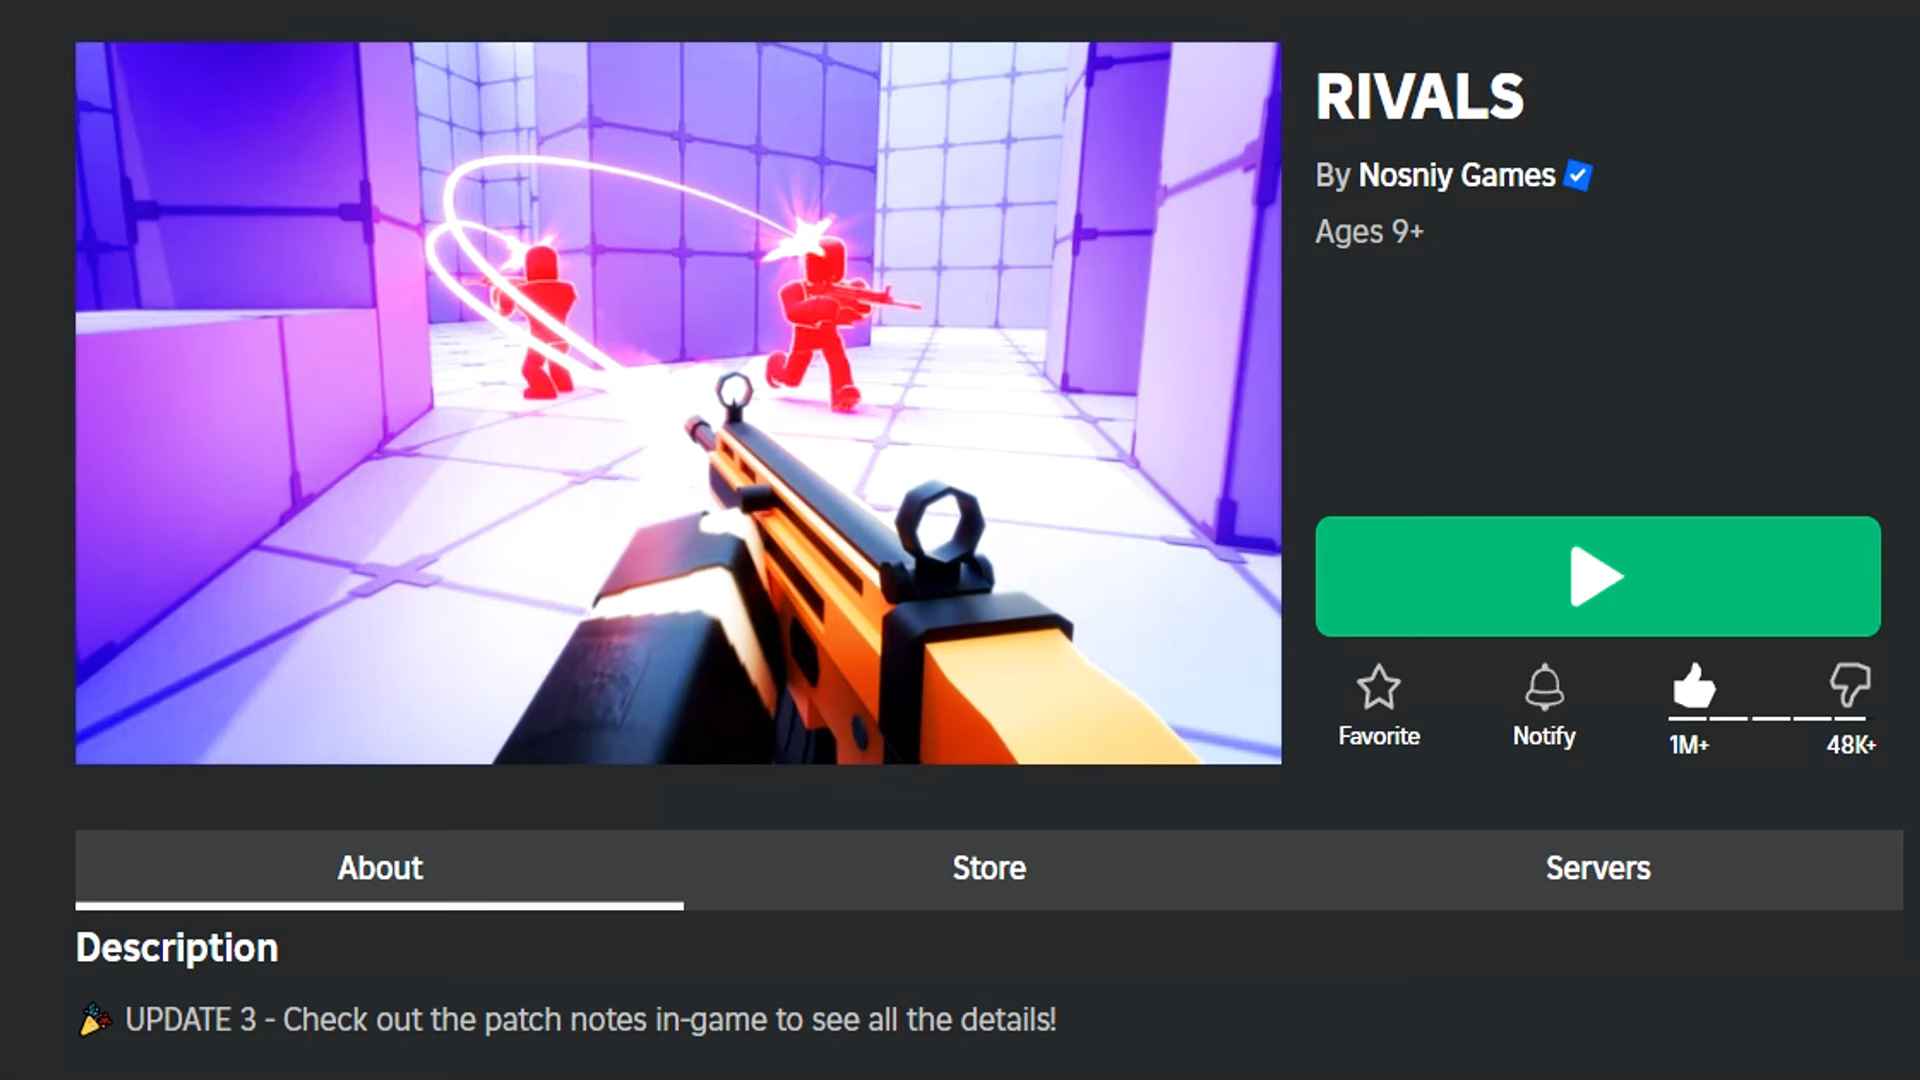 RIVALS
By Nosniy Games
Ages 9+
Favorite
Notify
1M+
48K+
About
Store
Servers
Description
UPDATE 3 - Check out the patch notes in-game to see all the details!